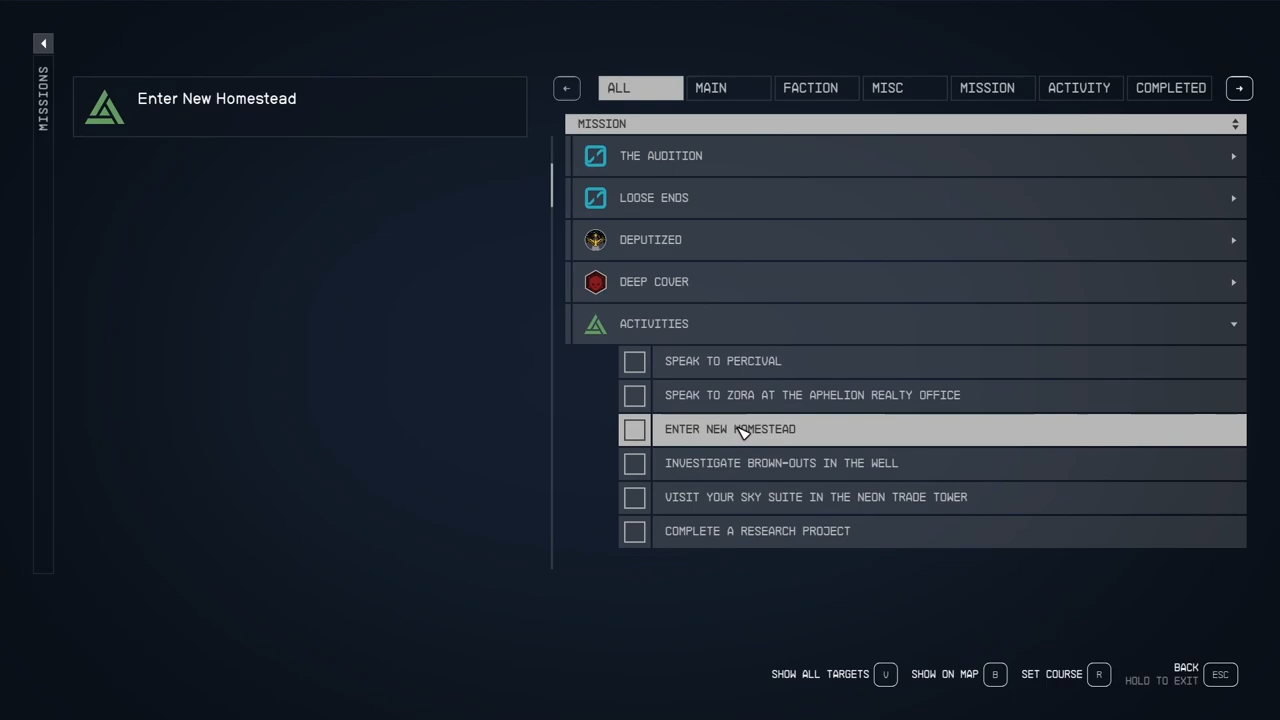 MISSIONS
Enter New Homestead
ALL
MAIN
FACTION
MISC
MISSION
ACTIVITY
COMPLETED
MISSION
THE AUDITION
LOOSE ENDS
DEPUTIZED
DEEP COVER
ACTIVITIES
SPEAK TO PERCIVAL
SPEAK TO ZORA AT THE APHELION REALTY OFFICE
ENTER NEW HOMESTEAD
INVESTIGATE BROWN-OUTS IN THE WELL
VISIT YOUR SKY SUITE IN THE NEON TRADE TOWER
COMPLETE A RESEARCH PROJECT
SHOW ALL TARGETS V
SHOW ON MAP B
SET COURSE R
BACK
HOLD TO EXIT
ESC